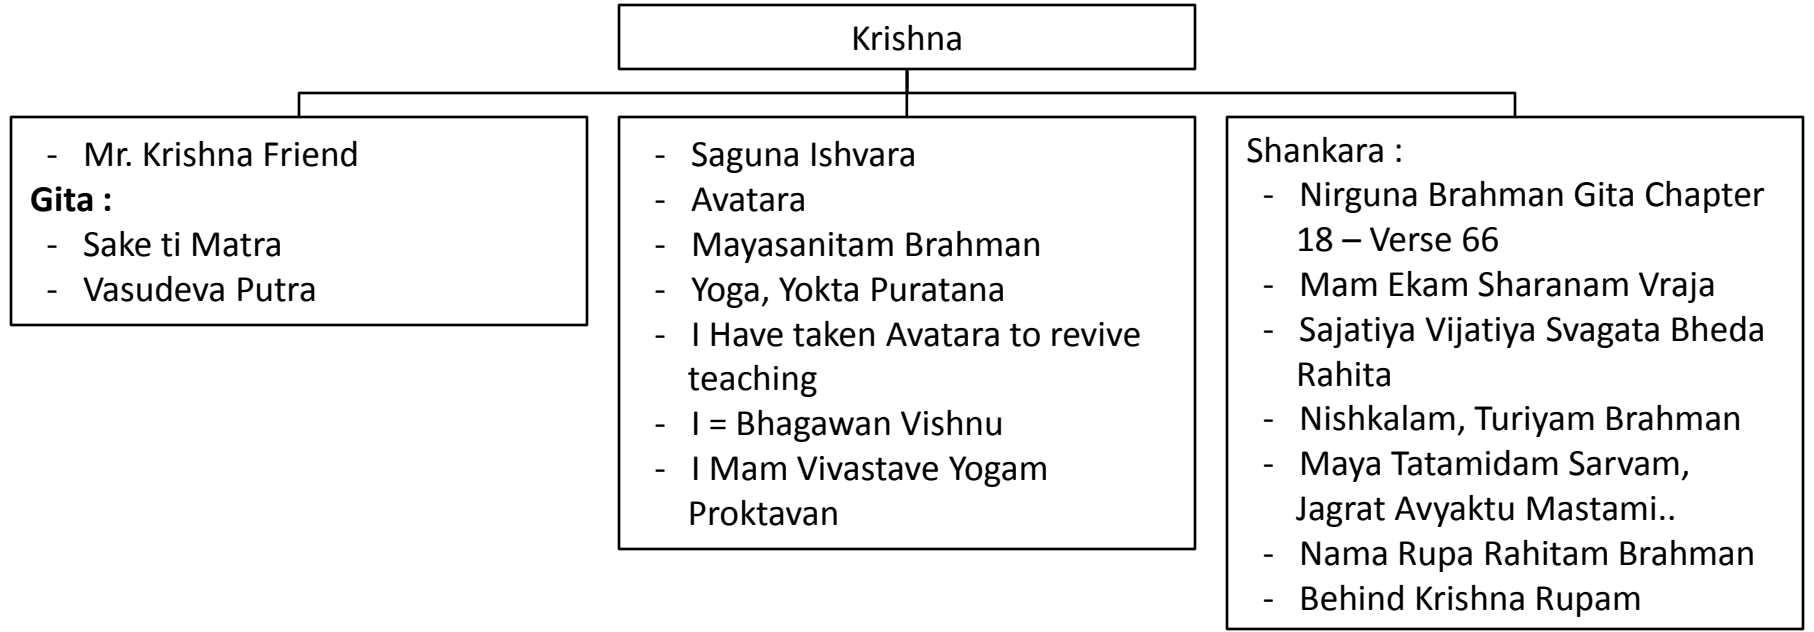 Krishna
- Mr. Krishna Friend
Gita :
- Sake ti Matra
- Vasudeva Putra
- Saguna Ishvara
- Avatara
- Mayasanitam Brahman
- Yoga, Yokta Puratana
- I Have taken Avatara to revive
teaching
- I = Bhagawan Vishnu
- I Mam Vivastave Yogam
Proktavan
Shankara :
- Nirguna Brahman Gita Chapter
18 – Verse 66
- Mam Ekam Sharanam Vraja
- Sajatiya Vijatiya Svagata Bheda
Rahita
- Nishkalam, Turiyam Brahman
- Maya Tatamidam Sarvam,
Jagrat Avyaktu Mastami..
- Nama Rupa Rahitam Brahman
- Behind Krishna Rupam